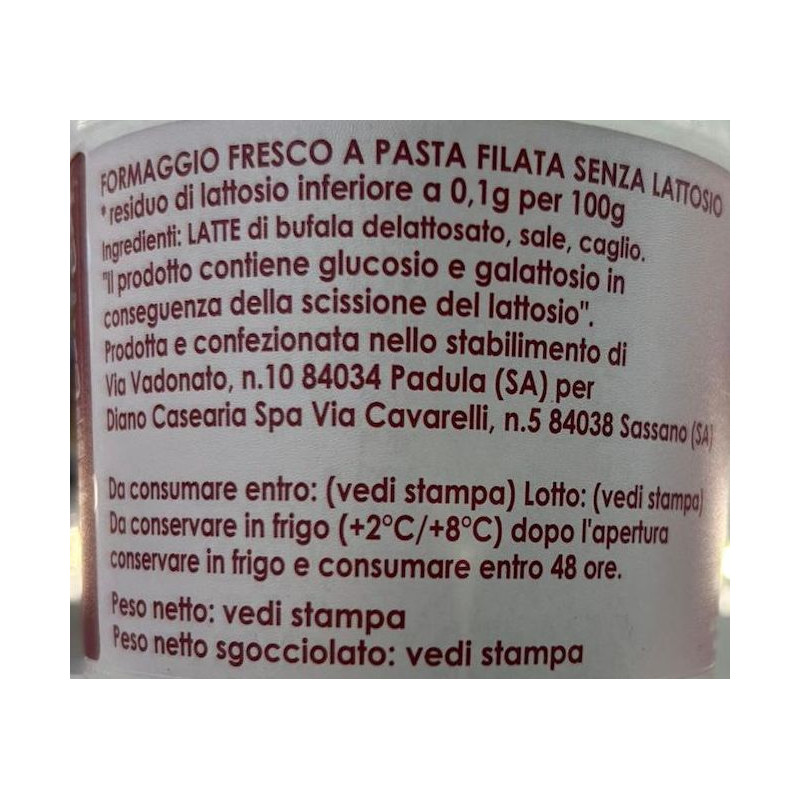 FORMAGGIO FRESCO A PASTA FILATA SENZA LATTOSIO
*residuo di lattosio inferiore a 0,1g per 100g
Ingredienti: LATTE di bufala delattosato, sale, caglio.
"Il prodotto contiene glucosio e galattosio in
conseguenza della scissione del lattosio".
Prodotta e confezionata nello stabilimento di
Via Vadonato, n.10 84034 Padula (SA) per
Diano Casearia Spa Via Cavarelli, n.5 84038 Sassano (SA)
Da consumare entro: (vedi stampa) Lotto: (vedi stampa)
Da conservare in frigo (+2°C/+8°C) dopo l'apertura
conservare in frigo e consumare entro 48 ore.
Peso netto: vedi stampa
Peso netto sgocciolato: vedi stampa